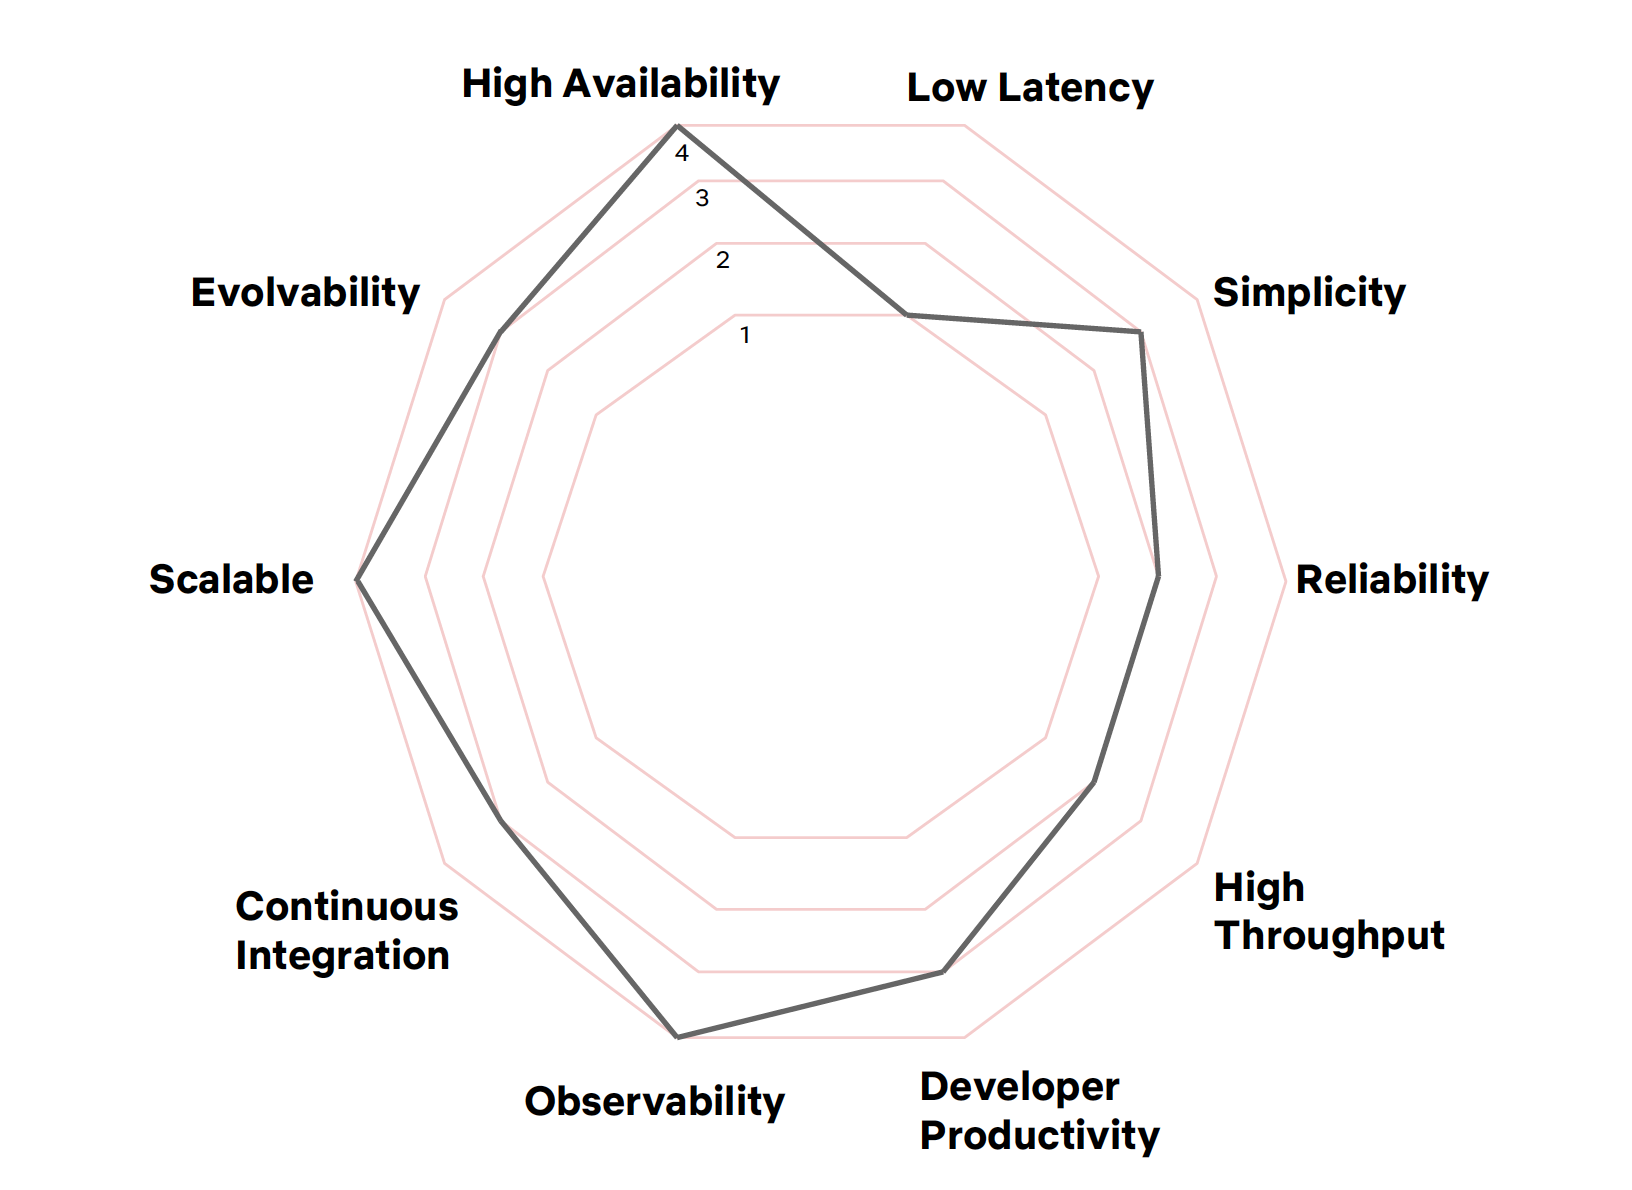 High Availability
Low Latency
4
3
2
1
Evolvability
Simplicity
Scalable
Reliability
High
Throughput
Continuous
Integration
Observability
Developer
Productivity